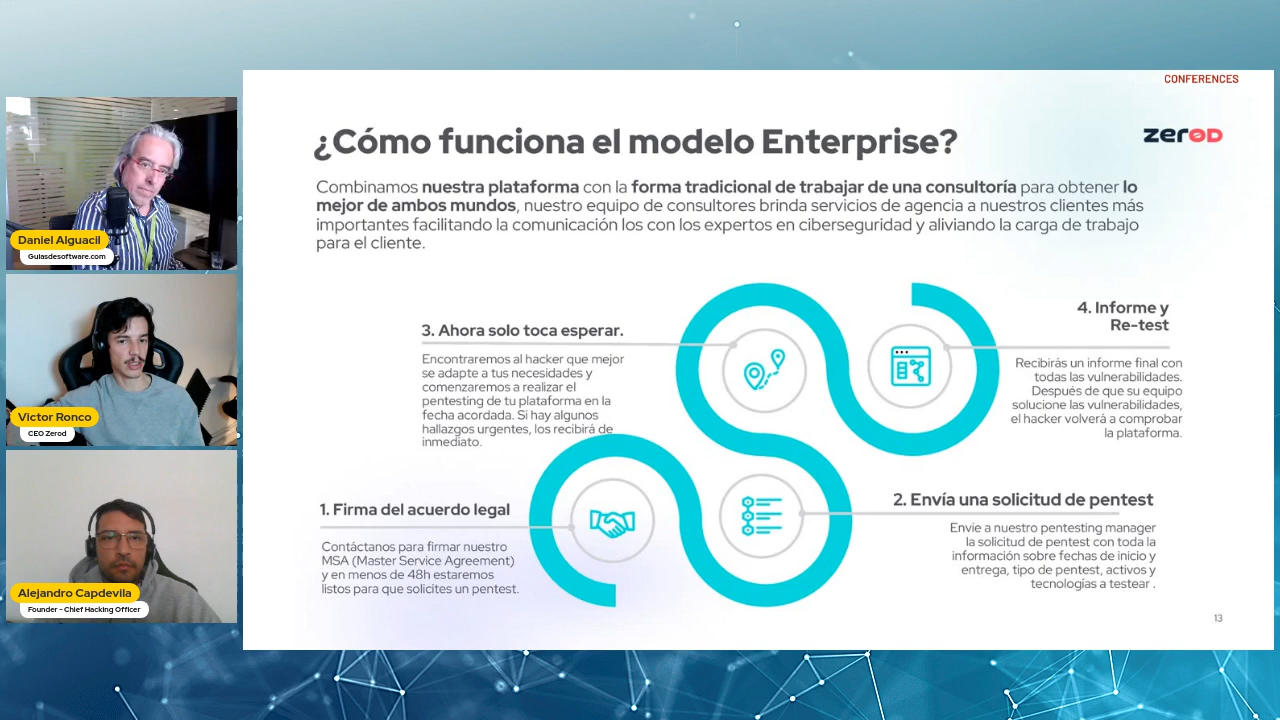 CONFERENCES
¿Cómo funciona el modelo Enterprise?
zerOD
Combinamos nuestra plataforma con la forma tradicional de trabajar de una consultoría para obtener lo
mejor de ambos mundos, nuestro equipo de consultores brinda servicios de agencia a nuestros clientes más
importantes facilitando la comunicación los con los expertos en ciberseguridad y aliviando la carga de trabajo
para el cliente.
Daniel Alguacil
Guiasdesoftware.com
Victor Ronco
CEO Zerod
Alejandro Capdevila
Founder - Chief Hacking Officer
3. Ahora solo toca esperar.
Encontraremos al hacker que mejor
se adapte a tus necesidades y
comenzaremos a realizar el
pentesting de tu plataforma en la
fecha acordada. Si hay algunos
hallazgos urgentes, los recibirá de
inmediato.
4. Informe y
Re-test
Recibirás un informe final con
todas las vulnerabilidades.
Después de que su equipo
solucione las vulnerabilidades,
el hacker volverá a comprobar
la plataforma.
1. Firma del acuerdo legal
Contáctanos para firmar nuestro
MSA (Master Service Agreement)
y en menos de 48h estaremos
listos para que solicites un pentest.
2. Envía una solicitud de pentest
Envie a nuestro pentesting manager
la solicitud de pentest con toda la
información sobre fechas de inicio y
entrega, tipo de pentest, activos y
tecnologías a testear .
13